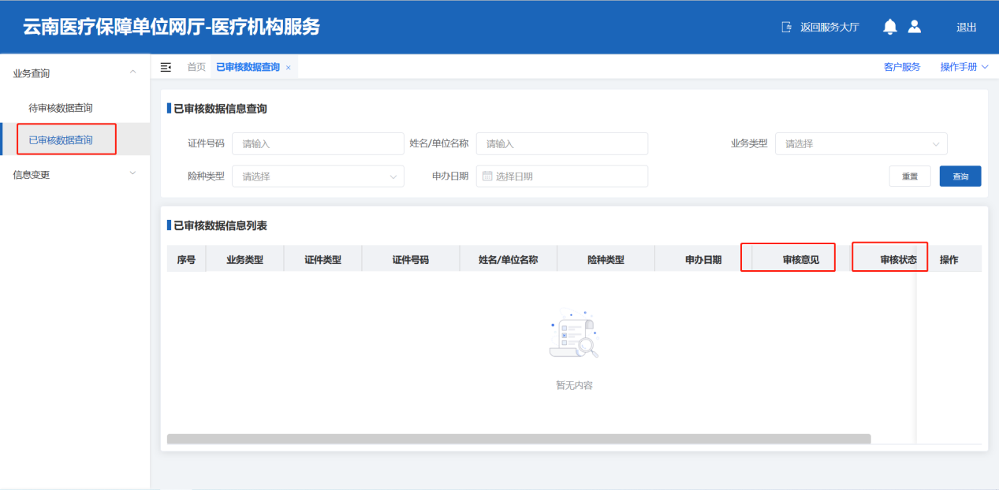 云南医疗保障单位网厅-医疗机构服务
返回服务大厅
退出
业务查询
待审核数据查询
已审核数据查询
信息变更
首页 已审核数据查询 ×
客户服务 操作手册
已审核数据信息查询
证件号码 请输入 姓名/单位名称 请输入 业务类型 请选择
险种类型 请选择 申办日期 选择日期 重置 查询
已审核数据信息列表
序号 业务类型 证件类型 证件号码 姓名/单位名称 险种类型 申办日期 审核意见 审核状态 操作
暂无内容